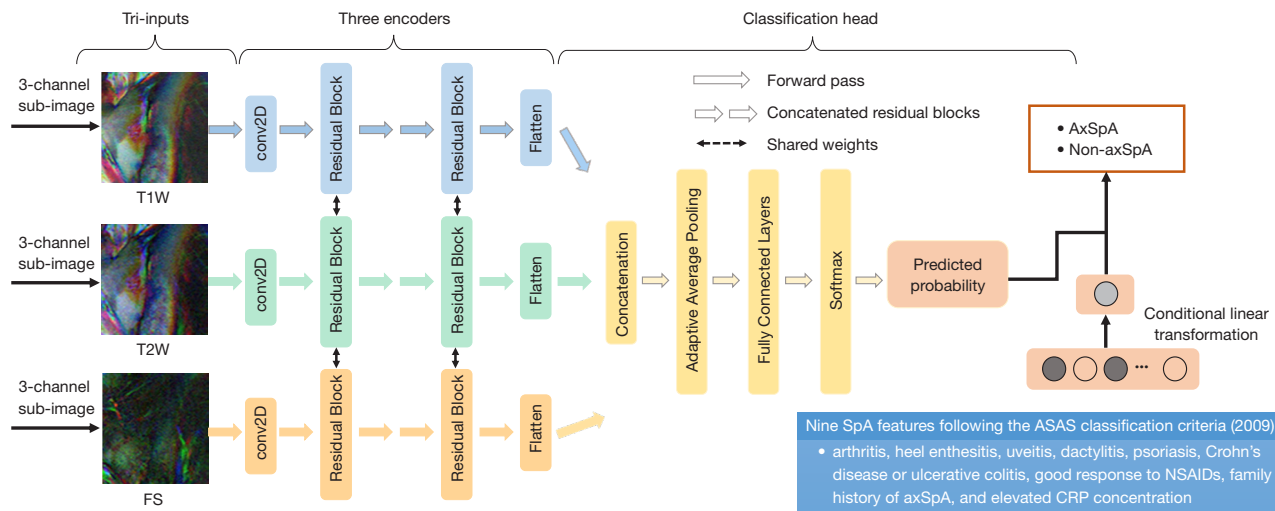 Tri-inputs
Three encoders
Classification head
3-channel
sub-image
T1W
conv2D
Residual Block
Residual Block
Flatten
Forward pass
Concatenated residual blocks
Shared weights
• AxSpA
• Non-axSpA
3-channel
sub-image
T2W
conv2D
Residual Block
Residual Block
Flatten
Concatenation
Adaptive Average Pooling
Fully Connected Layers
Softmax
Predicted
probability
Conditional linear
transformation
...
3-channel
sub-image
FS
conv2D
Residual Block
Residual Block
Flatten
Nine SpA features following the ASAS classification criteria (2009)
• arthritis, heel enthesitis, uveitis, dactylitis, psoriasis, Crohn's
disease or ulcerative colitis, good response to NSAIDs, family
history of axSpA, and elevated CRP concentration